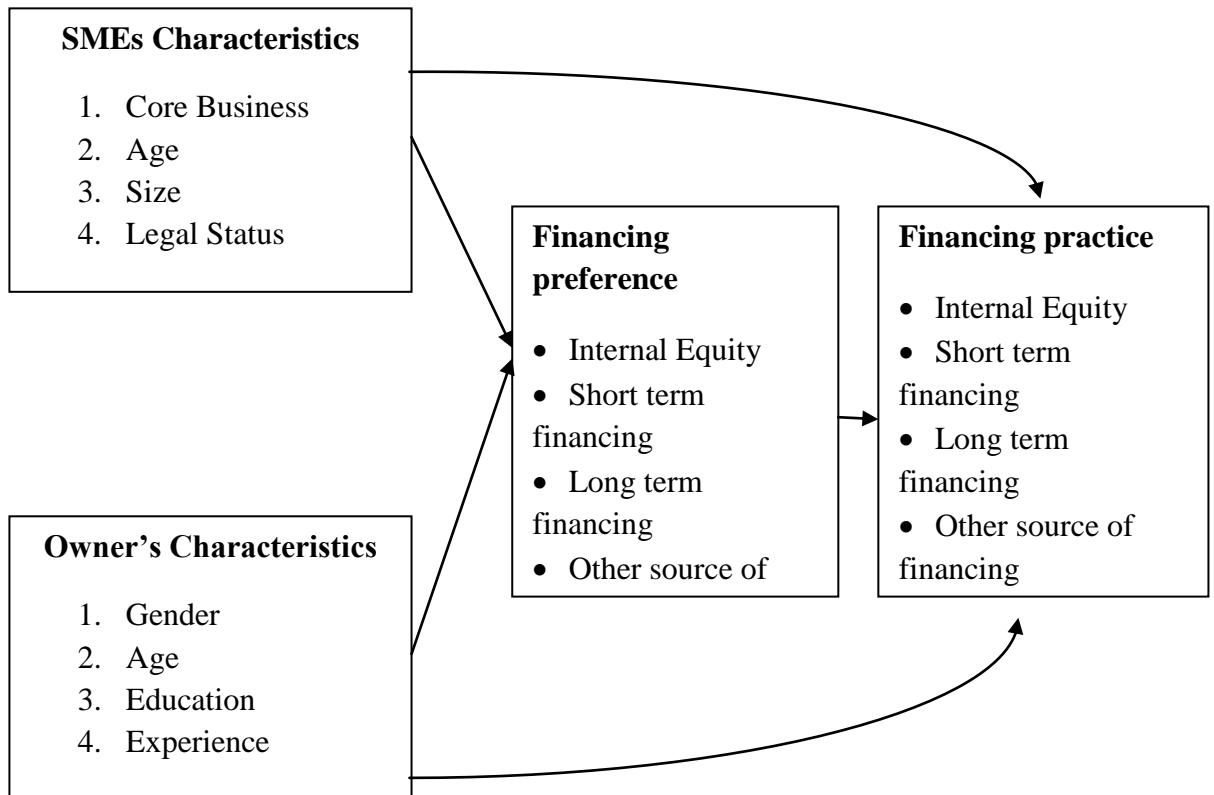 SMEs Characteristics
1. Core Business
2. Age
3. Size
4. Legal Status
Owner’s Characteristics
1. Gender
2. Age
3. Education
4. Experience
Financing
preference
• Internal Equity
• Short term
financing
• Long term
financing
• Other source of
Financing practice
• Internal Equity
• Short term
financing
• Long term
financing
• Other source of
financing